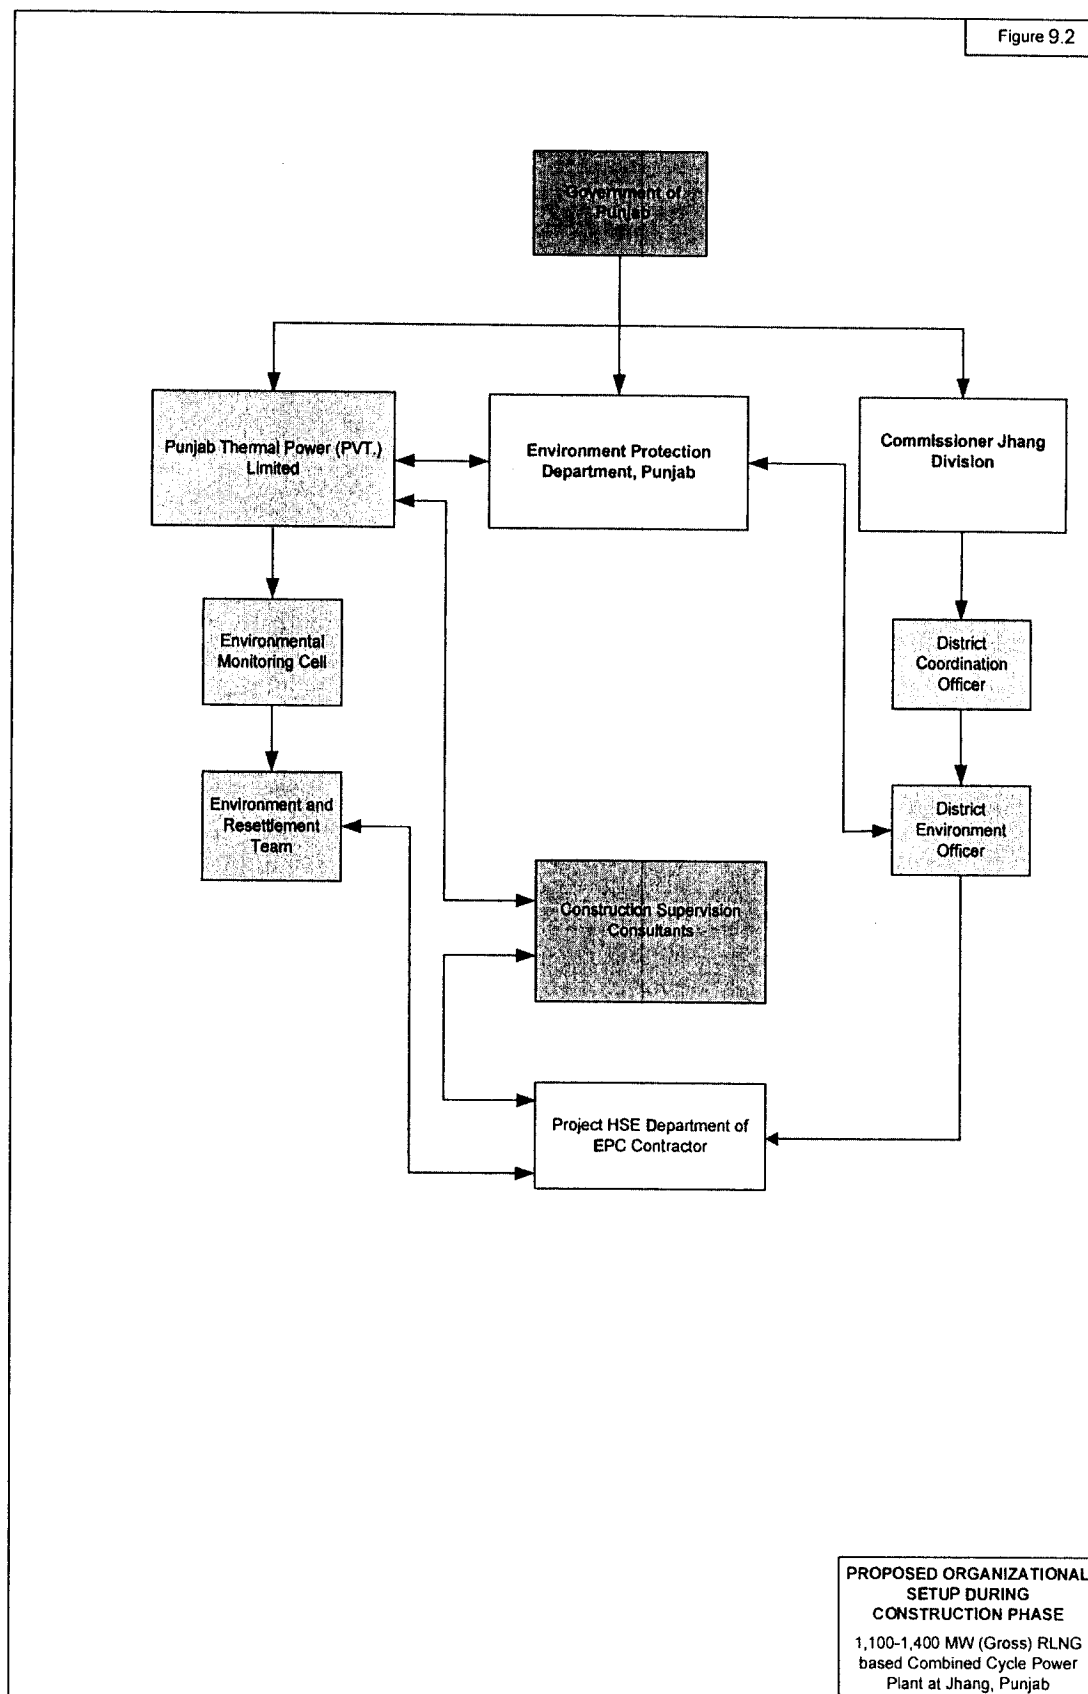 Figure 9.2
Government of
Punjab
Punjab Thermal Power (PVT.)
Limited
Environment Protection
Department, Punjab
Commissioner Jhang
Division
Environmental
Monitoring Cell
District
Coordination
Officer
Environment and
Resettlement
Team
District
Environment
Officer
Construction Supervision
Consultants
Project HSE Department of
EPC Contractor
PROPOSED ORGANIZATIONAL
SETUP DURING
CONSTRUCTION PHASE
1,100-1,400 MW (Gross) RLNG
based Combined Cycle Power
Plant at Jhang, Punjab